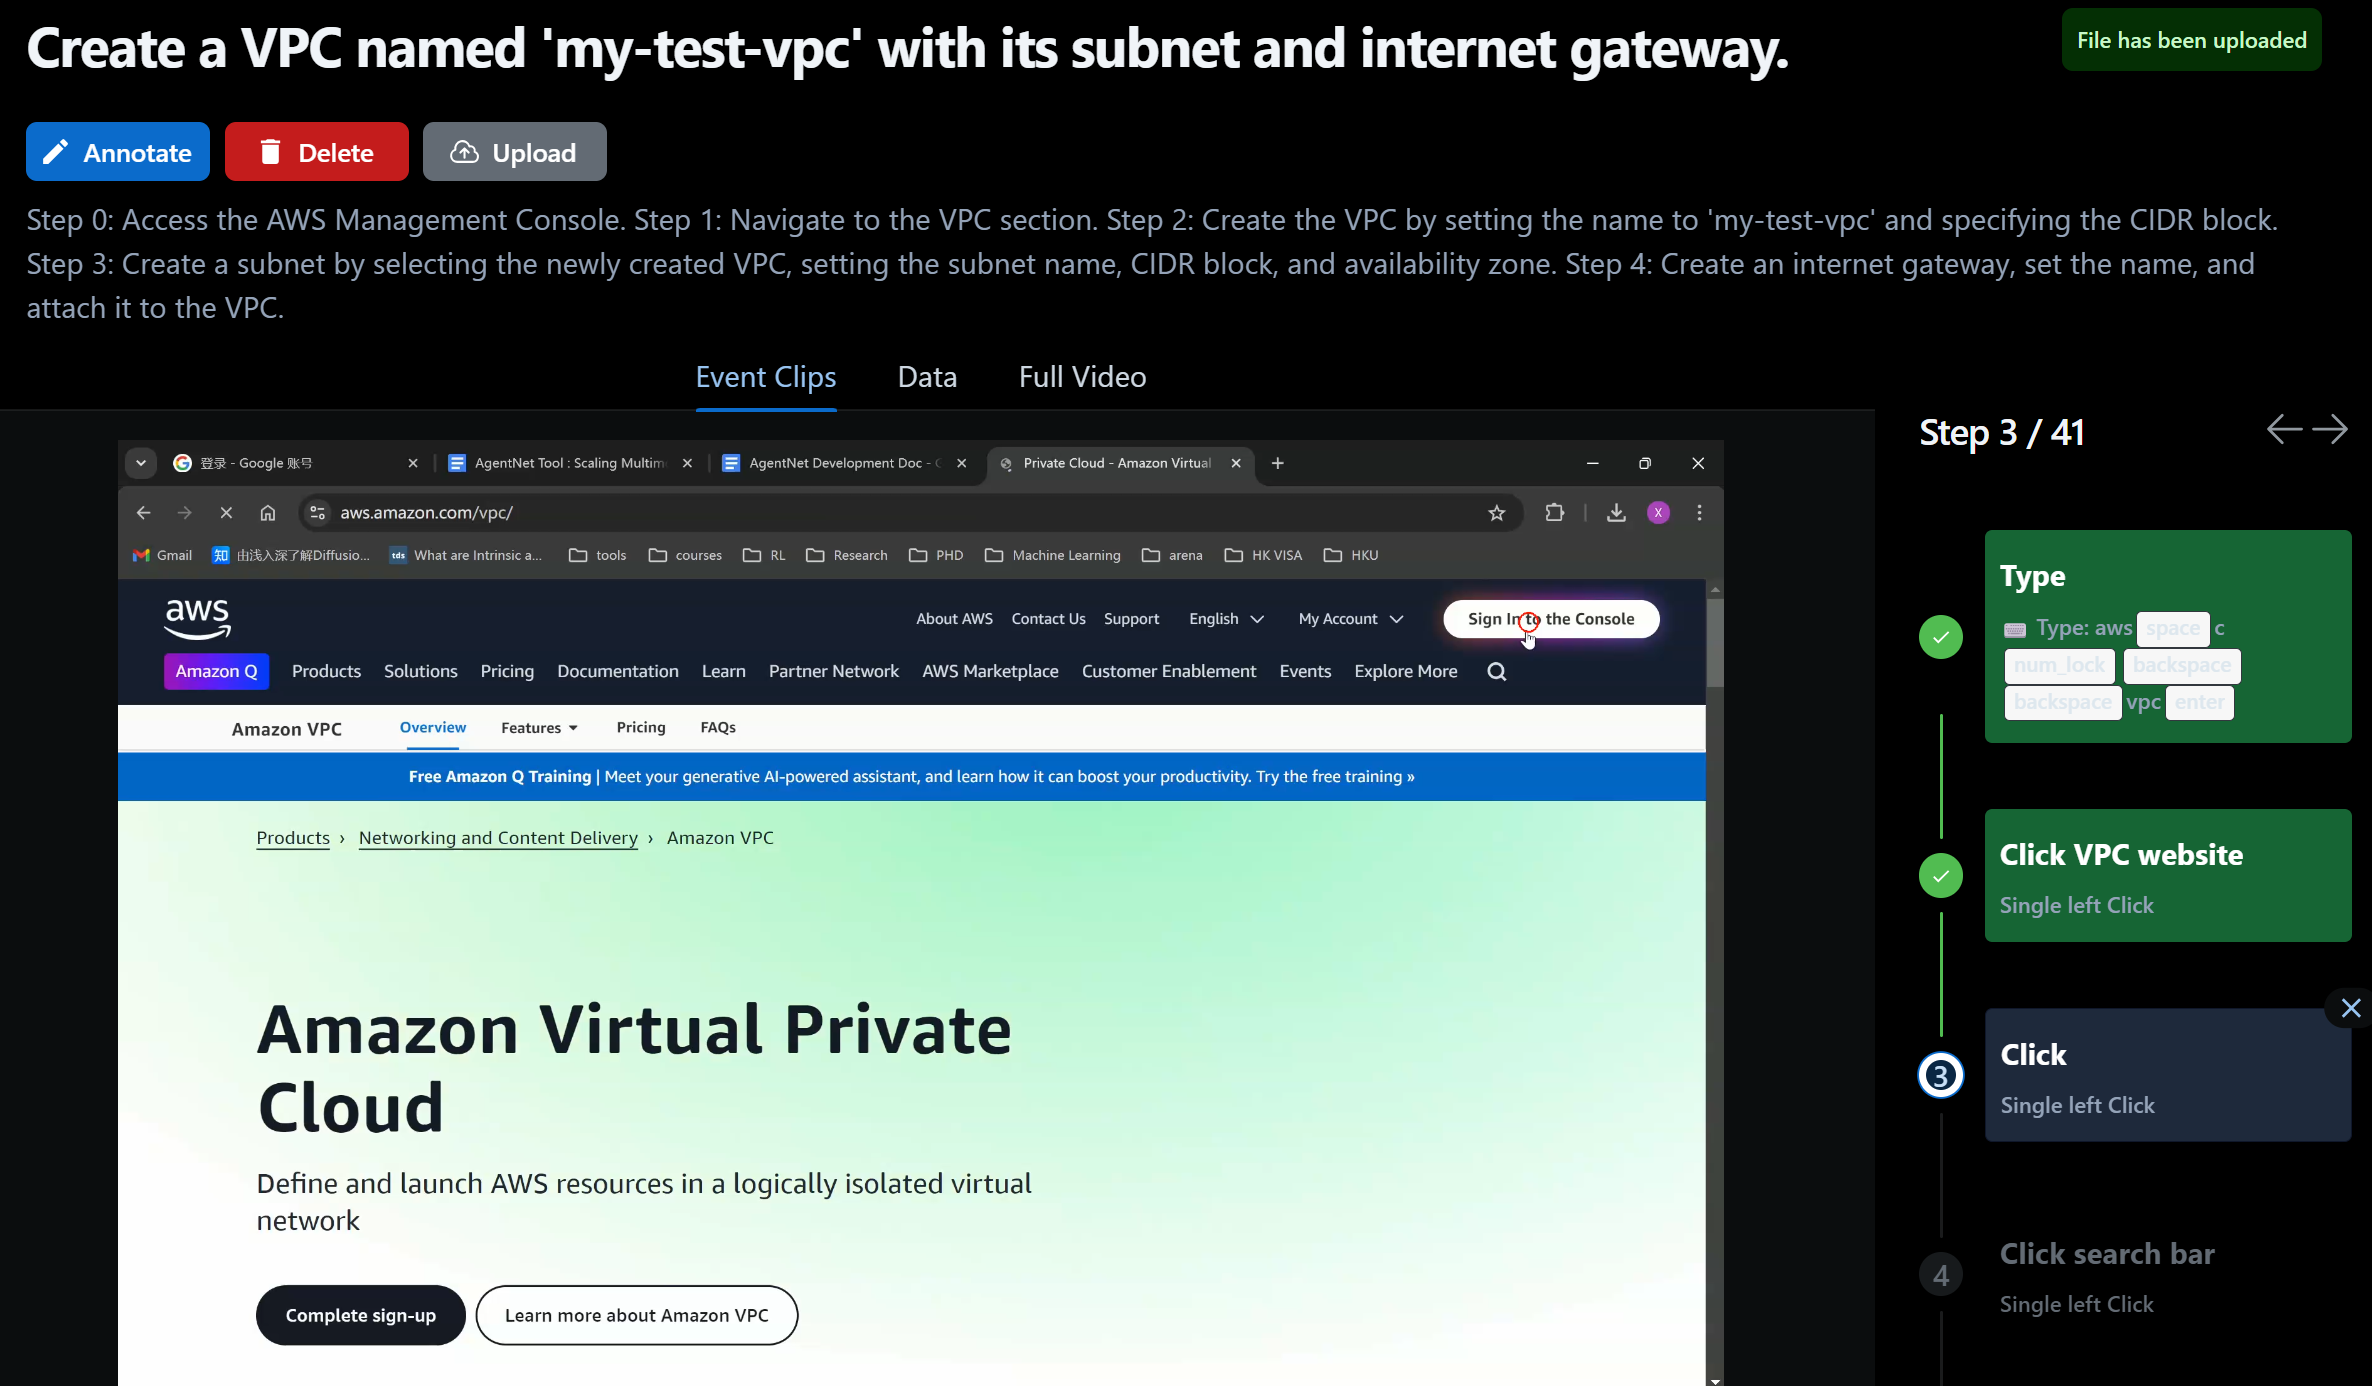 Create a VPC named 'my-test-vpc' with its subnet and internet gateway.
File has been uploaded
Annotate
Delete
Upload
Step 0: Access the AWS Management Console. Step 1: Navigate to the VPC section. Step 2: Create the VPC by setting the name to 'my-test-vpc' and specifying the CIDR block.
Step 3: Create a subnet by selecting the newly created VPC, setting the subnet name, CIDR block, and availability zone. Step 4: Create an internet gateway, set the name, and
attach it to the VPC.
Event Clips
Data
Full Video
登录 - Google 账号
AgentNet Tool : Scaling Multim
AgentNet Development Doc -
Private Cloud - Amazon Virtual
aws.amazon.com/vpc/
X
Gmail
知 由浅入深了解Diffusio...
tds What are Intrinsic a...
tools
courses
RL
Research
PHD
Machine Learning
arena
HK VISA
HKU
aws
About AWS
Contact Us
Support
English
My Account
Sign In to the Console
Amazon Q
Products
Solutions
Pricing
Documentation
Learn
Partner Network
AWS Marketplace
Customer Enablement
Events
Explore More
Amazon VPC
Overview
Features
Pricing
FAQs
Free Amazon Q Training | Meet your generative AI-powered assistant, and learn how it can boost your productivity. Try the free training »
Products › Networking and Content Delivery › Amazon VPC
Amazon Virtual Private
Cloud
Define and launch AWS resources in a logically isolated virtual
network
Complete sign-up
Learn more about Amazon VPC
Step 3 / 41
Type
Type: aws space c
num_lock backspace
backspace vpc enter
Click VPC website
Single left Click
3
Click
Single left Click
4
Click search bar
Single left Click